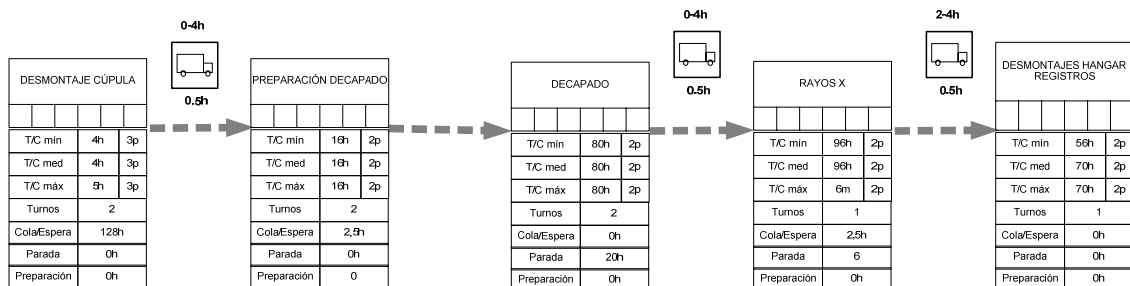 0-4h
0.5h
0-4h
0.5h
2-4h
0.5h
DESMONTAJE CÚPULA
T/C mín 4h 3p
T/C med 4h 3p
T/C máx 5h 3p
Turnos 2
Cola/Espera 128h
Parada 0h
Preparación 0h
PREPARACIÓN DECAPADO
T/C mín 16h 2p
T/C med 16h 2p
T/C máx 16h 2p
Turnos 2
Cola/Espera 2,5h
Parada 0h
Preparación 0
DECAPADO
T/C mín 80h 2p
T/C med 80h 2p
T/C máx 80h 2p
Turnos 2
Cola/Espera 0h
Parada 20h
Preparación 0h
RAYOS X
T/C mín 96h 2p
T/C med 96h 2p
T/C máx 6m 2p
Turnos 1
Cola/Espera 2,5h
Parada 6
Preparación 0h
DESMONTAJES HANGAR
REGISTROS
T/C mín 56h 2p
T/C med 70h 2p
T/C máx 70h 2p
Turnos 1
Cola/Espera 0h
Parada 0h
Preparación 0h